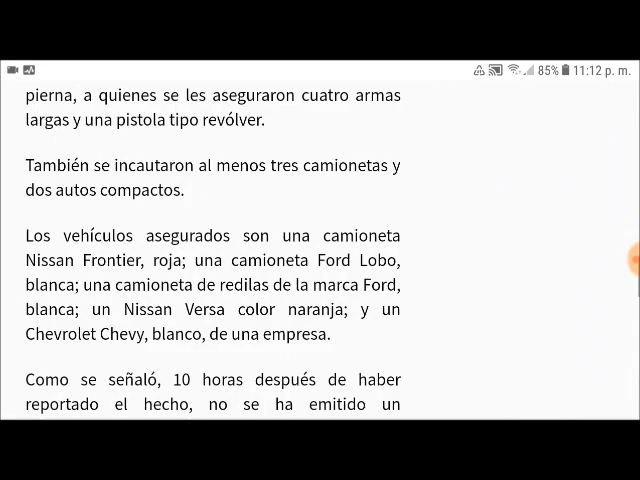 85% 11:12 p. m.
pierna, a quienes se les aseguraron cuatro armas
largas y una pistola tipo revólver.
También se incautaron al menos tres camionetas y
dos autos compactos.
Los vehículos asegurados son una camioneta
Nissan Frontier, roja; una camioneta Ford Lobo,
blanca; una camioneta de redilas de la marca Ford,
blanca; un Nissan Versa color naranja; y un
Chevrolet Chevy, blanco, de una empresa.
Como se señaló, 10 horas después de haber
reportado el hecho, no se ha emitido un